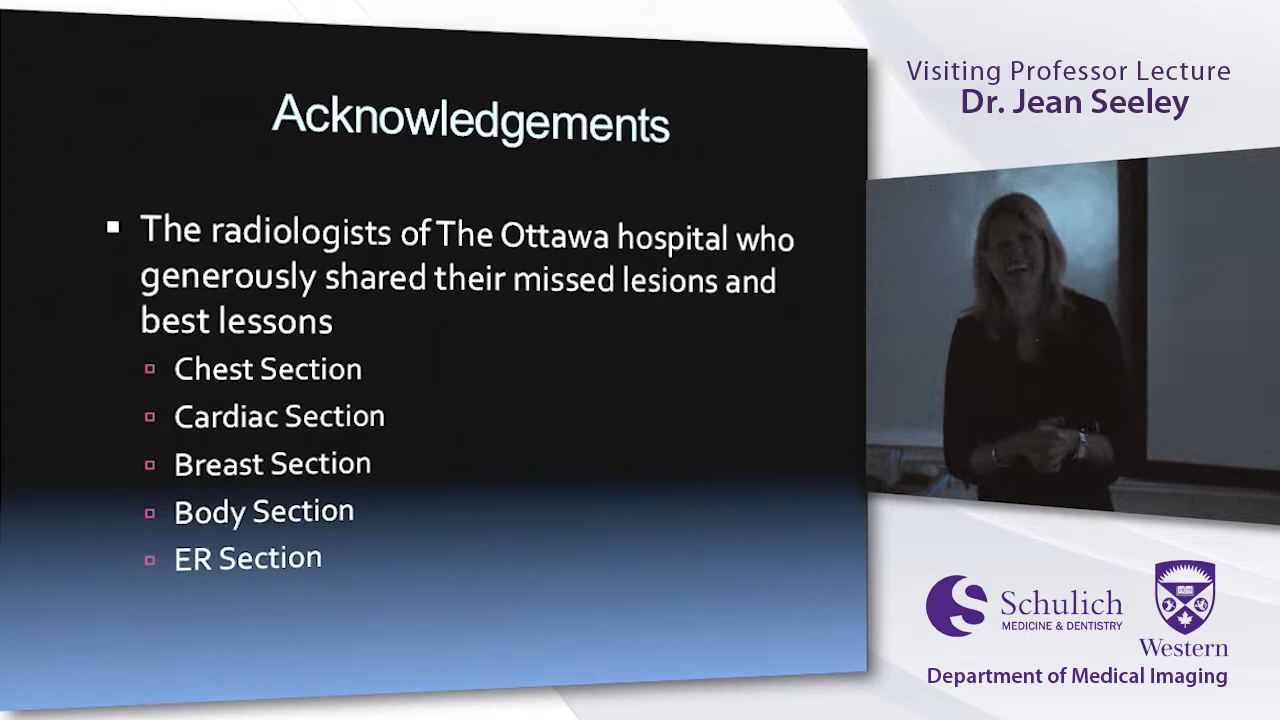 Acknowledgements
▪ The radiologists of The Ottawa hospital who
generously shared their missed lesions and
best lessons
▫ Chest Section
▫ Cardiac Section
▫ Breast Section
▫ Body Section
▫ ER Section
Visiting Professor Lecture
Dr. Jean Seeley
Schulich
MEDICINE & DENTISTRY
Western
Department of Medical Imaging